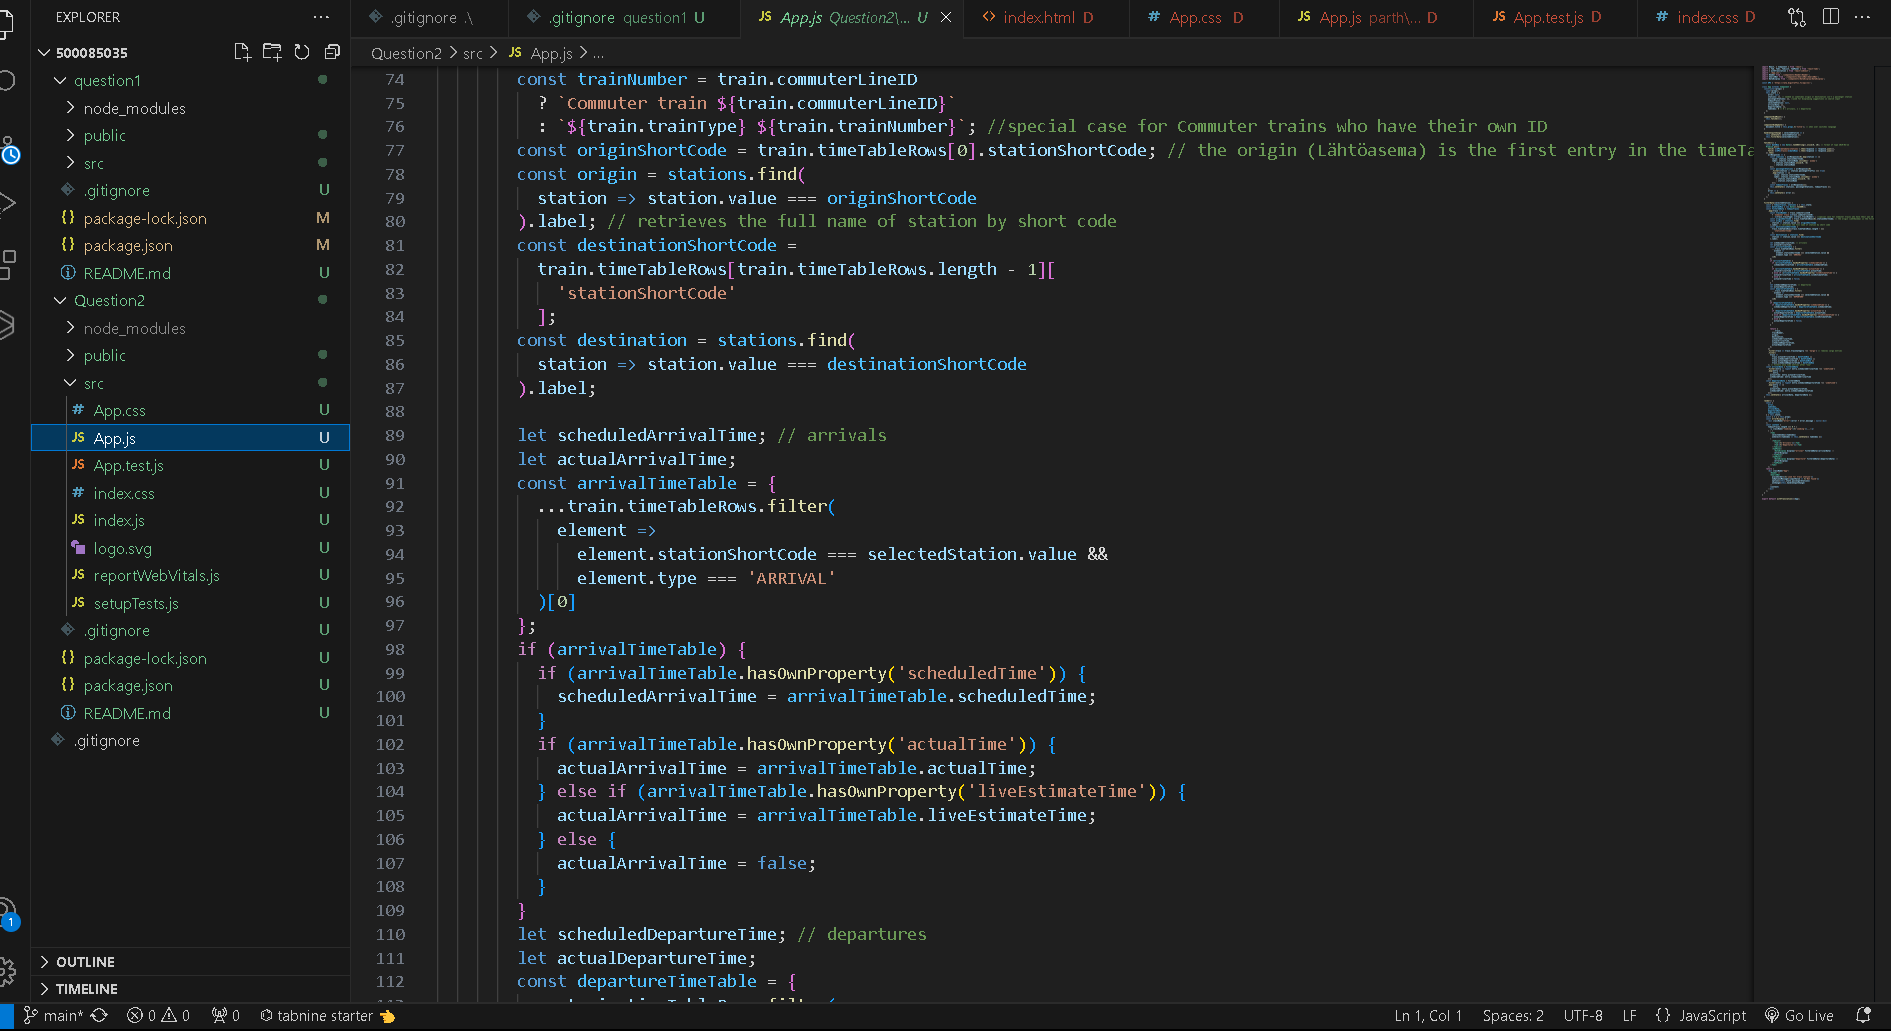 EXPLORER ...
500085035
question1
node_modules
public
src
.gitignore U
package-lock.json M
package.json M
README.md U
Question2
node_modules
public
src
App.css U
App.js U
App.test.js U
index.css U
index.js U
logo.svg U
reportWebVitals.js U
setupTests.js U
.gitignore U
package-lock.json U
package.json U
README.md U
.gitignore
OUTLINE
TIMELINE
.gitignore .\
.gitignore question1 U
App.js Question2\... U
index.html D
App.css D
App.js parth\... D
App.test.js D
index.css D
Question2 > src > JS App.js > ...
74 const trainNumber = train.commuterLineID
75 ? `Commuter train ${train.commuterLineID}`
76 : `${train.trainType} ${train.trainNumber}`; //special case for Commuter trains who have their own ID
77 const originShortCode = train.timeTableRows[0].stationShortCode; // the origin (Lähtöasema) is the first entry in the timeTa
78 const origin = stations.find(
79 station => station.value === originShortCode
80 ).label; // retrieves the full name of station by short code
81 const destinationShortCode =
82 train.timeTableRows[train.timeTableRows.length - 1][
83 'stationShortCode'
84 ];
85 const destination = stations.find(
86 station => station.value === destinationShortCode
87 ).label;
88
89 let scheduledArrivalTime; // arrivals
90 let actualArrivalTime;
91 const arrivalTimeTable = {
92 ...train.timeTableRows.filter(
93 element =>
94 element.stationShortCode === selectedStation.value &&
95 element.type === 'ARRIVAL'
96 )[0]
97 };
98 if (arrivalTimeTable) {
99 if (arrivalTimeTable.hasOwnProperty('scheduledTime')) {
100 scheduledArrivalTime = arrivalTimeTable.scheduledTime;
101 }
102 if (arrivalTimeTable.hasOwnProperty('actualTime')) {
103 actualArrivalTime = arrivalTimeTable.actualTime;
104 } else if (arrivalTimeTable.hasOwnProperty('liveEstimateTime')) {
105 actualArrivalTime = arrivalTimeTable.liveEstimateTime;
106 } else {
107 actualArrivalTime = false;
108 }
109 }
110 let scheduledDepartureTime; // departures
111 let actualDepartureTime;
112 const departureTimeTable = {
1
main* 0 0 0 tabnine starter Ln 1, Col 1 Spaces: 2 UTF-8 LF {} JavaScript Go Live